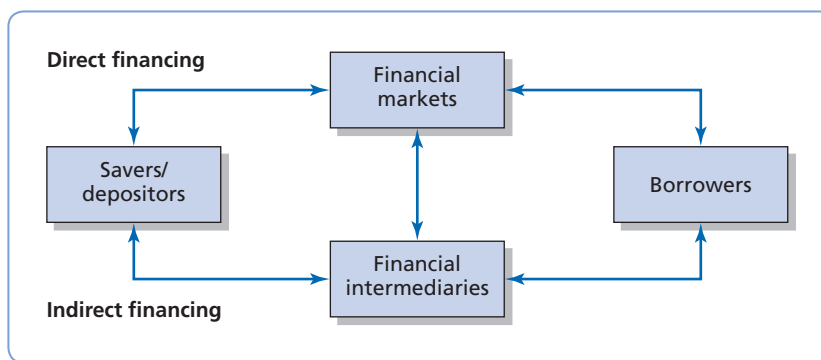 Direct financing
Financial
markets
Savers/
depositors
Borrowers
Financial
intermediaries
Indirect financing